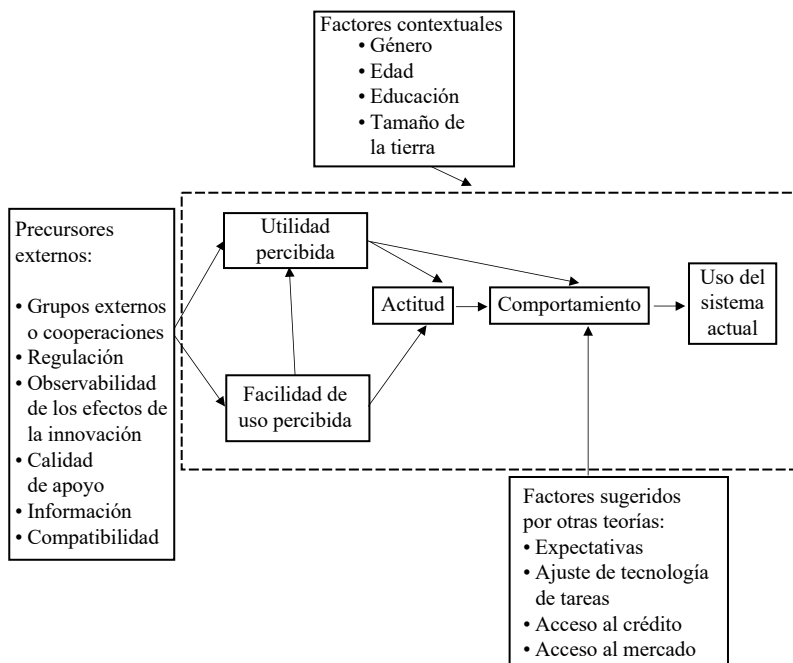 Factores contextuales
• Género
• Edad
• Educación
• Tamaño de
la tierra
Precursores
externos:
• Grupos externos
o cooperaciones
• Regulación
• Observabilidad
de los efectos de
la innovación
• Calidad
de apoyo
• Información
• Compatibilidad
Utilidad
percibida
Facilidad de
uso percibida
Actitud
Comportamiento
Uso del
sistema
actual
Factores sugeridos
por otras teorías:
• Expectativas
• Ajuste de tecnología
de tareas
• Acceso al crédito
• Acceso al mercado